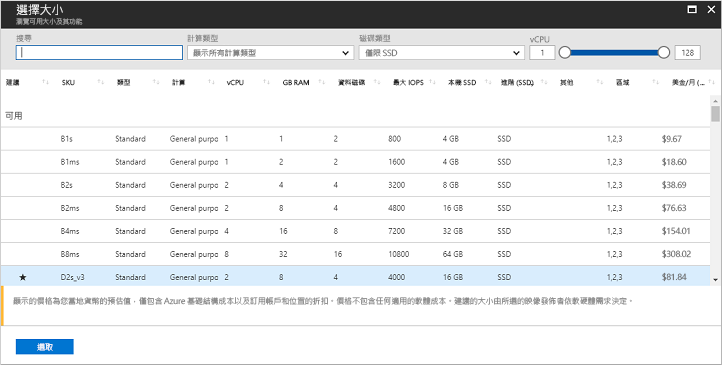 選擇大小
瀏覽可用大小及其功能
搜尋 計算類型 磁碟類型 vCPU
顯示所有計算類型 僅限 SSD 1 128
建議 SKU 類型 計算 vCPU GB RAM 資料磁碟 最大 IOPS 本機 SSD 進階 (SSD) 其他 區域 美金/月 (...
可用
B1s Standard General purpo 1 1 2 800 4 GB SSD 1,2,3 $9.67
B1ms Standard General purpo 1 2 2 1600 4 GB SSD 1,2,3 $18.60
B2s Standard General purpo 2 4 4 3200 8 GB SSD 1,2,3 $38.69
B2ms Standard General purpo 2 8 4 4800 16 GB SSD 1,2,3 $76.63
B4ms Standard General purpo 4 16 8 7200 32 GB SSD 1,2,3 $154.01
B8ms Standard General purpo 8 32 16 10800 64 GB SSD 1,2,3 $308.02
★ D2s_v3 Standard General purpo 2 8 4 4000 16 GB SSD 1,2,3 $81.84
顯示的價格為您當地貨幣的預估值，僅包含 Azure 基礎結構成本以及訂用帳戶和位置的折扣。價格不包含任何適用的軟體成本。建議的大小由所選的映像發佈者依軟硬體需求決定。
選取